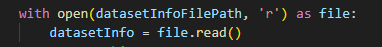 with open(datasetInfoFilePath, 'r') as file:
    datasetInfo = file.read()